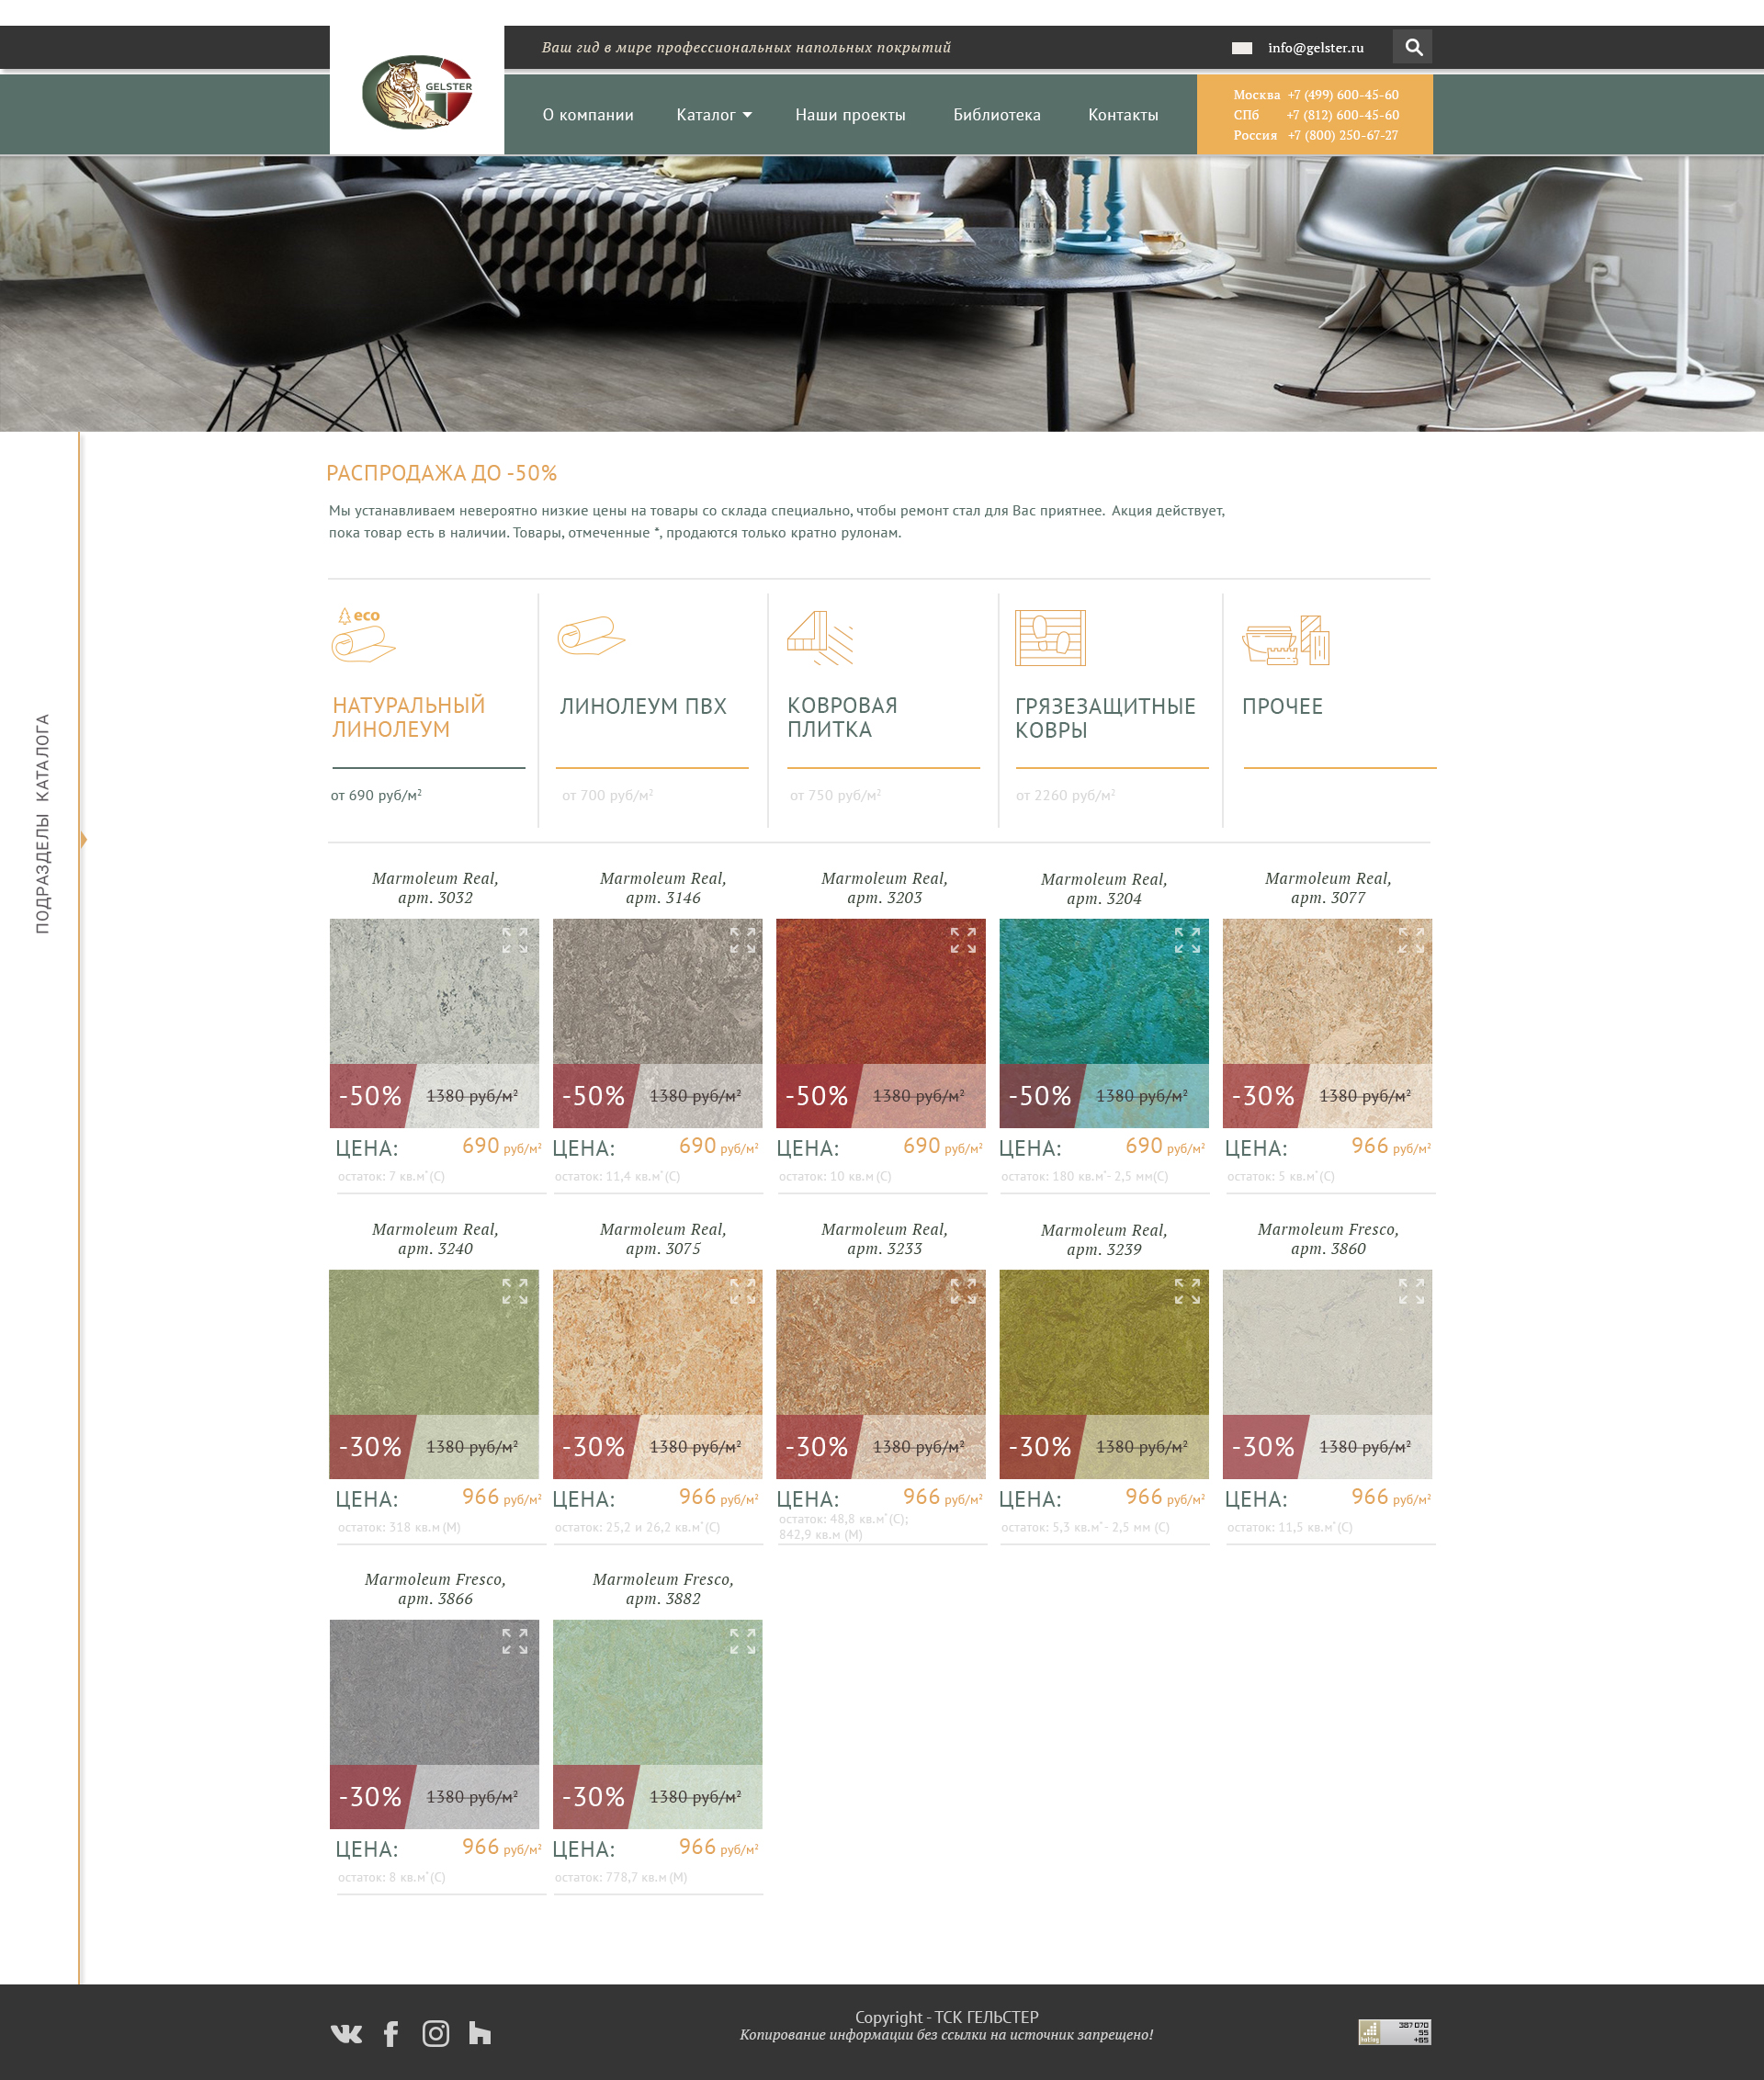 Ваш гид в мире профессиональных напольных покрытий
info@gelster.ru
GELSTER
О компании
Каталог
Наши проекты
Библиотека
Контакты
Москва +7 (499) 600-45-60
СПб +7 (812) 600-45-60
Россия +7 (800) 250-67-27
РАСПРОДАЖА ДО -50%
Мы устанавливаем невероятно низкие цены на товары со склада специально, чтобы ремонт стал для Вас приятнее. Акция действует,
пока товар есть в наличии. Товары, отмеченные *, продаются только кратно рулонам.
ПОДРАЗДЕЛЫ КАТАЛОГА
eco
НАТУРАЛЬНЫЙ
ЛИНОЛЕУМ
от 690 руб/м²
ЛИНОЛЕУМ ПВХ
от 700 руб/м²
КОВРОВАЯ
ПЛИТКА
от 750 руб/м²
ГРЯЗЕЗАЩИТНЫЕ
КОВРЫ
от 2260 руб/м²
ПРОЧЕЕ
Marmoleum Real,
арт. 3032
-50%
1380 руб/м²
ЦЕНА: 690 руб/м²
остаток: 7 кв.м*(С)
Marmoleum Real,
арт. 3146
-50%
1380 руб/м²
ЦЕНА: 690 руб/м²
остаток: 11,4 кв.м*(С)
Marmoleum Real,
арт. 3203
-50%
1380 руб/м²
ЦЕНА: 690 руб/м²
остаток: 10 кв.м (С)
Marmoleum Real,
арт. 3204
-50%
1380 руб/м²
ЦЕНА: 690 руб/м²
остаток: 180 кв.м*- 2,5 мм(С)
Marmoleum Real,
арт. 3077
-30%
1380 руб/м²
ЦЕНА: 966 руб/м²
остаток: 5 кв.м*(С)
Marmoleum Real,
арт. 3240
-30%
1380 руб/м²
ЦЕНА: 966 руб/м²
остаток: 318 кв.м (М)
Marmoleum Real,
арт. 3075
-30%
1380 руб/м²
ЦЕНА: 966 руб/м²
остаток: 25,2 и 26,2 кв.м*(С)
Marmoleum Real,
арт. 3233
-30%
1380 руб/м²
ЦЕНА: 966 руб/м²
остаток: 48,8 кв.м*(С);
842,9 кв.м (М)
Marmoleum Real,
арт. 3239
-30%
1380 руб/м²
ЦЕНА: 966 руб/м²
остаток: 5,3 кв.м*- 2,5 мм (С)
Marmoleum Fresco,
арт. 3860
-30%
1380 руб/м²
ЦЕНА: 966 руб/м²
остаток: 11,5 кв.м*(С)
Marmoleum Fresco,
арт. 3866
-30%
1380 руб/м²
ЦЕНА: 966 руб/м²
остаток: 8 кв.м*(С)
Marmoleum Fresco,
арт. 3882
-30%
1380 руб/м²
ЦЕНА: 966 руб/м²
остаток: 778,7 кв.м (М)
Copyright - ТСК ГЕЛЬСТЕР
Копирование информации без ссылки на источник запрещено!
hotlog
387 070
55
+65